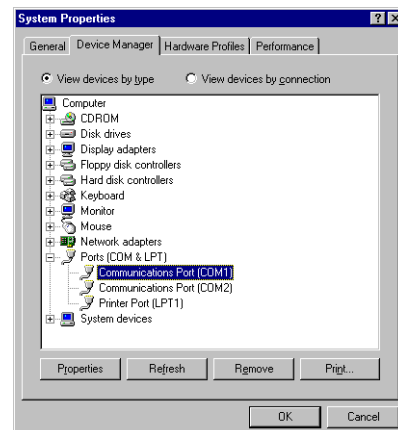 System Properties
General Device Manager Hardware Profiles Performance
View devices by type View devices by connection
Computer
CDROM
Disk drives
Display adapters
Floppy disk controllers
Hard disk controllers
Keyboard
Monitor
Mouse
Network adapters
Ports (COM & LPT)
Communications Port (COM1)
Communications Port (COM2)
Printer Port (LPT1)
System devices
Properties Refresh Remove Print...
OK Cancel